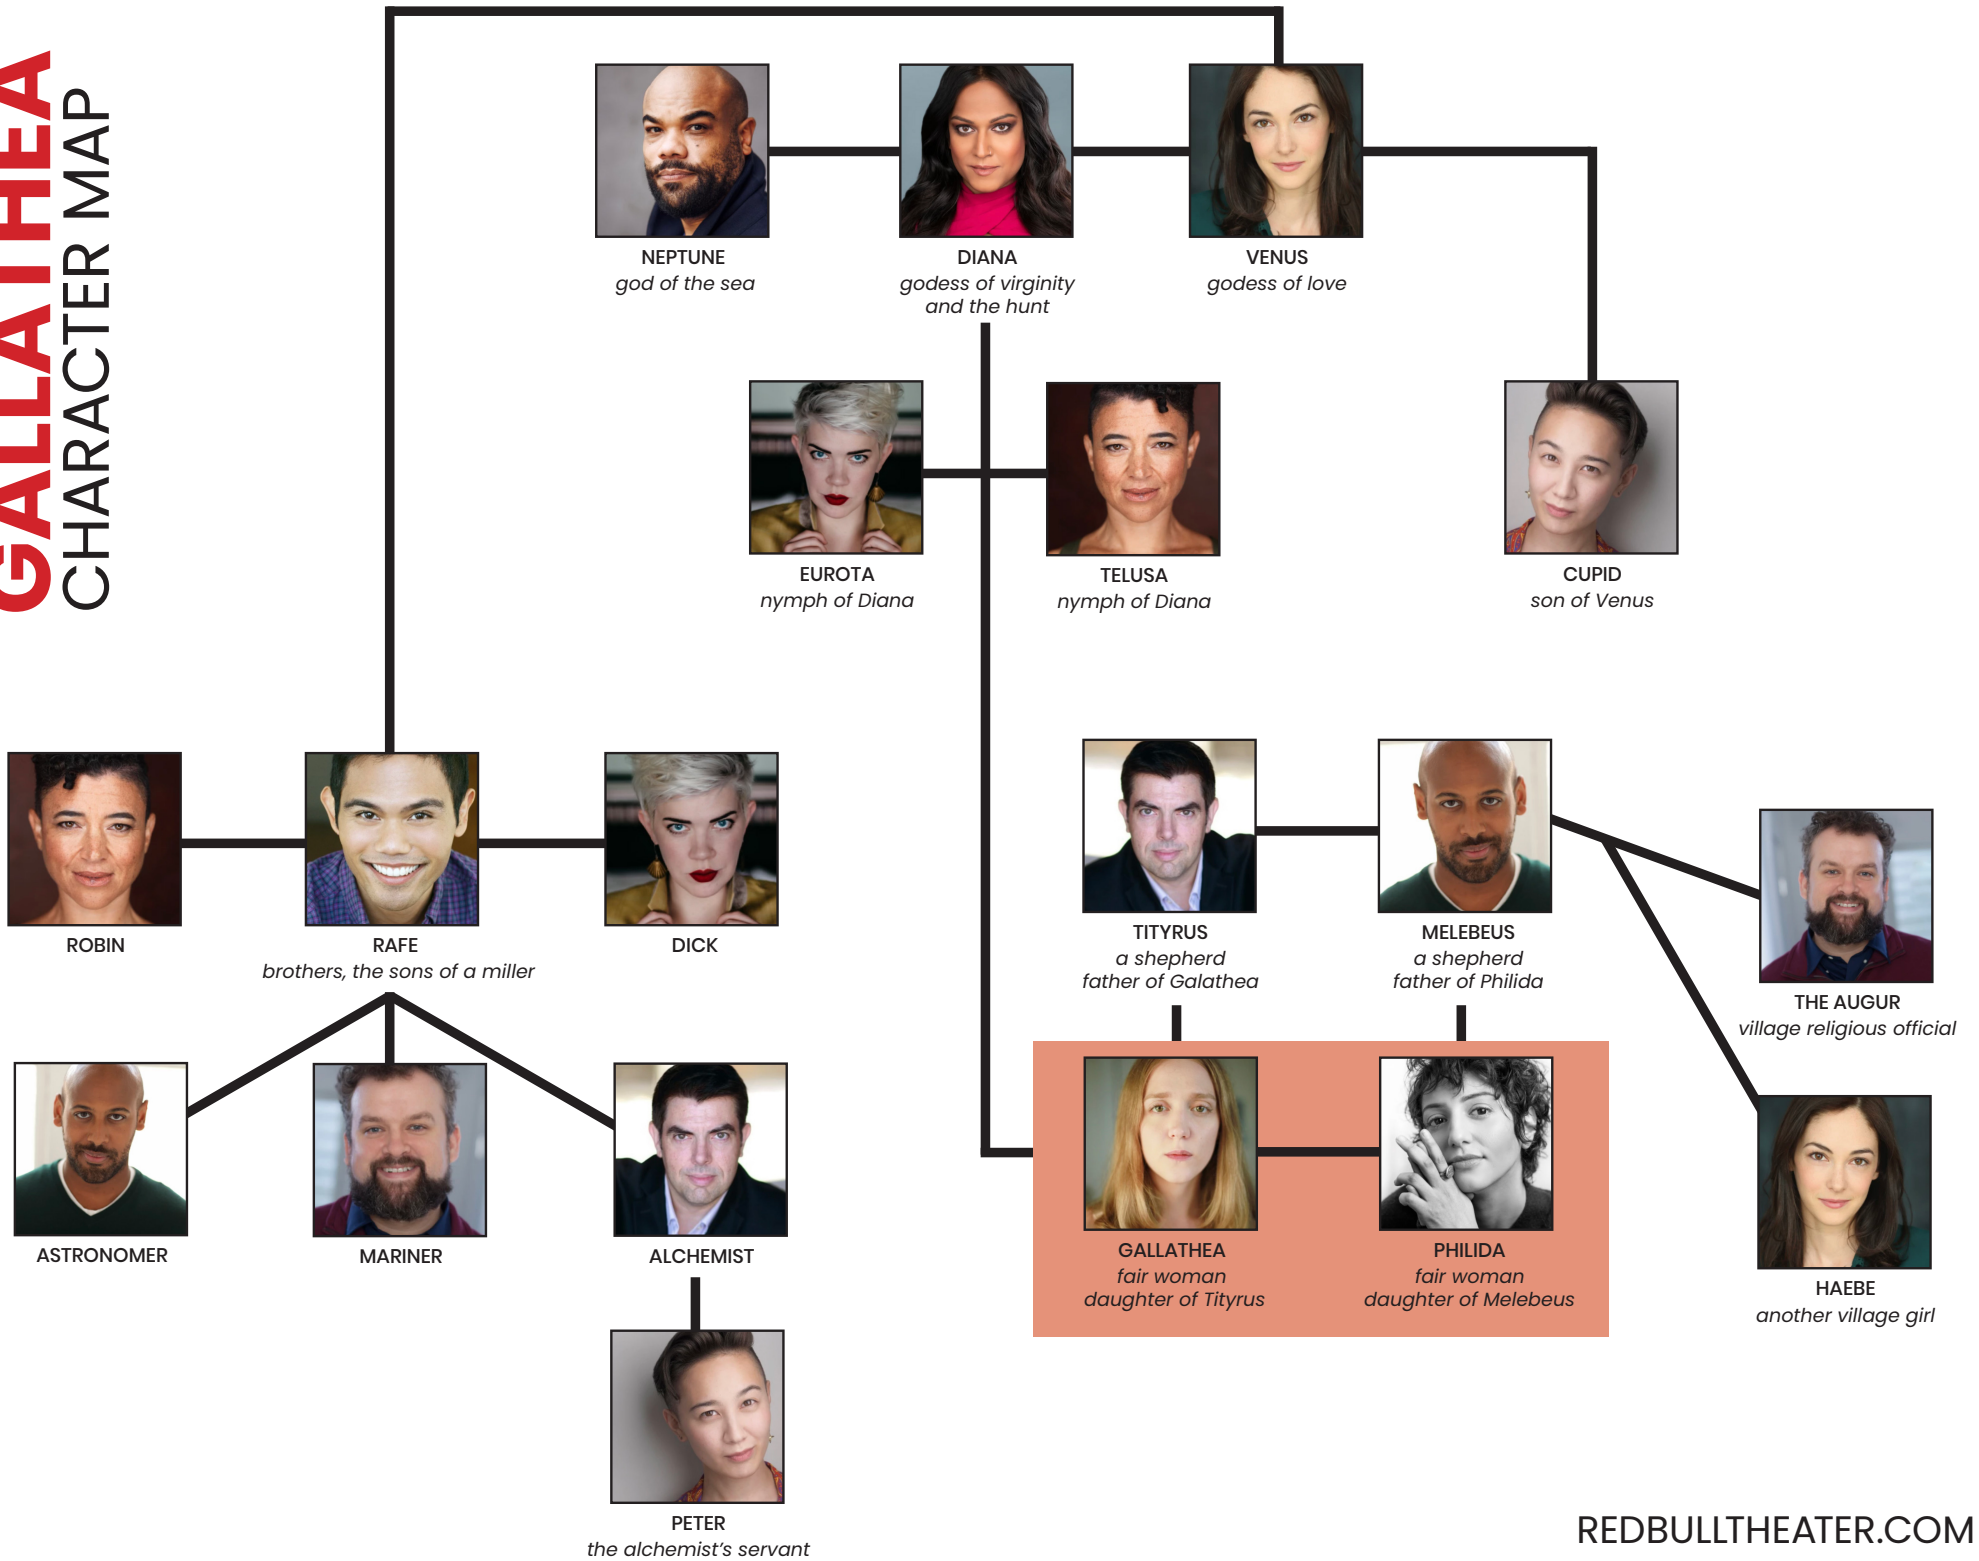 GALLATHEA
CHARACTER MAP
NEPTUNE
god of the sea
DIANA
godess of virginity
and the hunt
VENUS
godess of love
EUROTA
nymph of Diana
TELUSA
nymph of Diana
CUPID
son of Venus
ROBIN
RAFE
DICK
brothers, the sons of a miller
TITYRUS
a shepherd
father of Galathea
MELEBEUS
a shepherd
father of Philida
THE AUGUR
village religious official
ASTRONOMER
MARINER
ALCHEMIST
GALLATHEA
fair woman
daughter of Tityrus
PHILIDA
fair woman
daughter of Melebeus
HAEBE
another village girl
PETER
the alchemist's servant
REDBULLTHEATER.COM